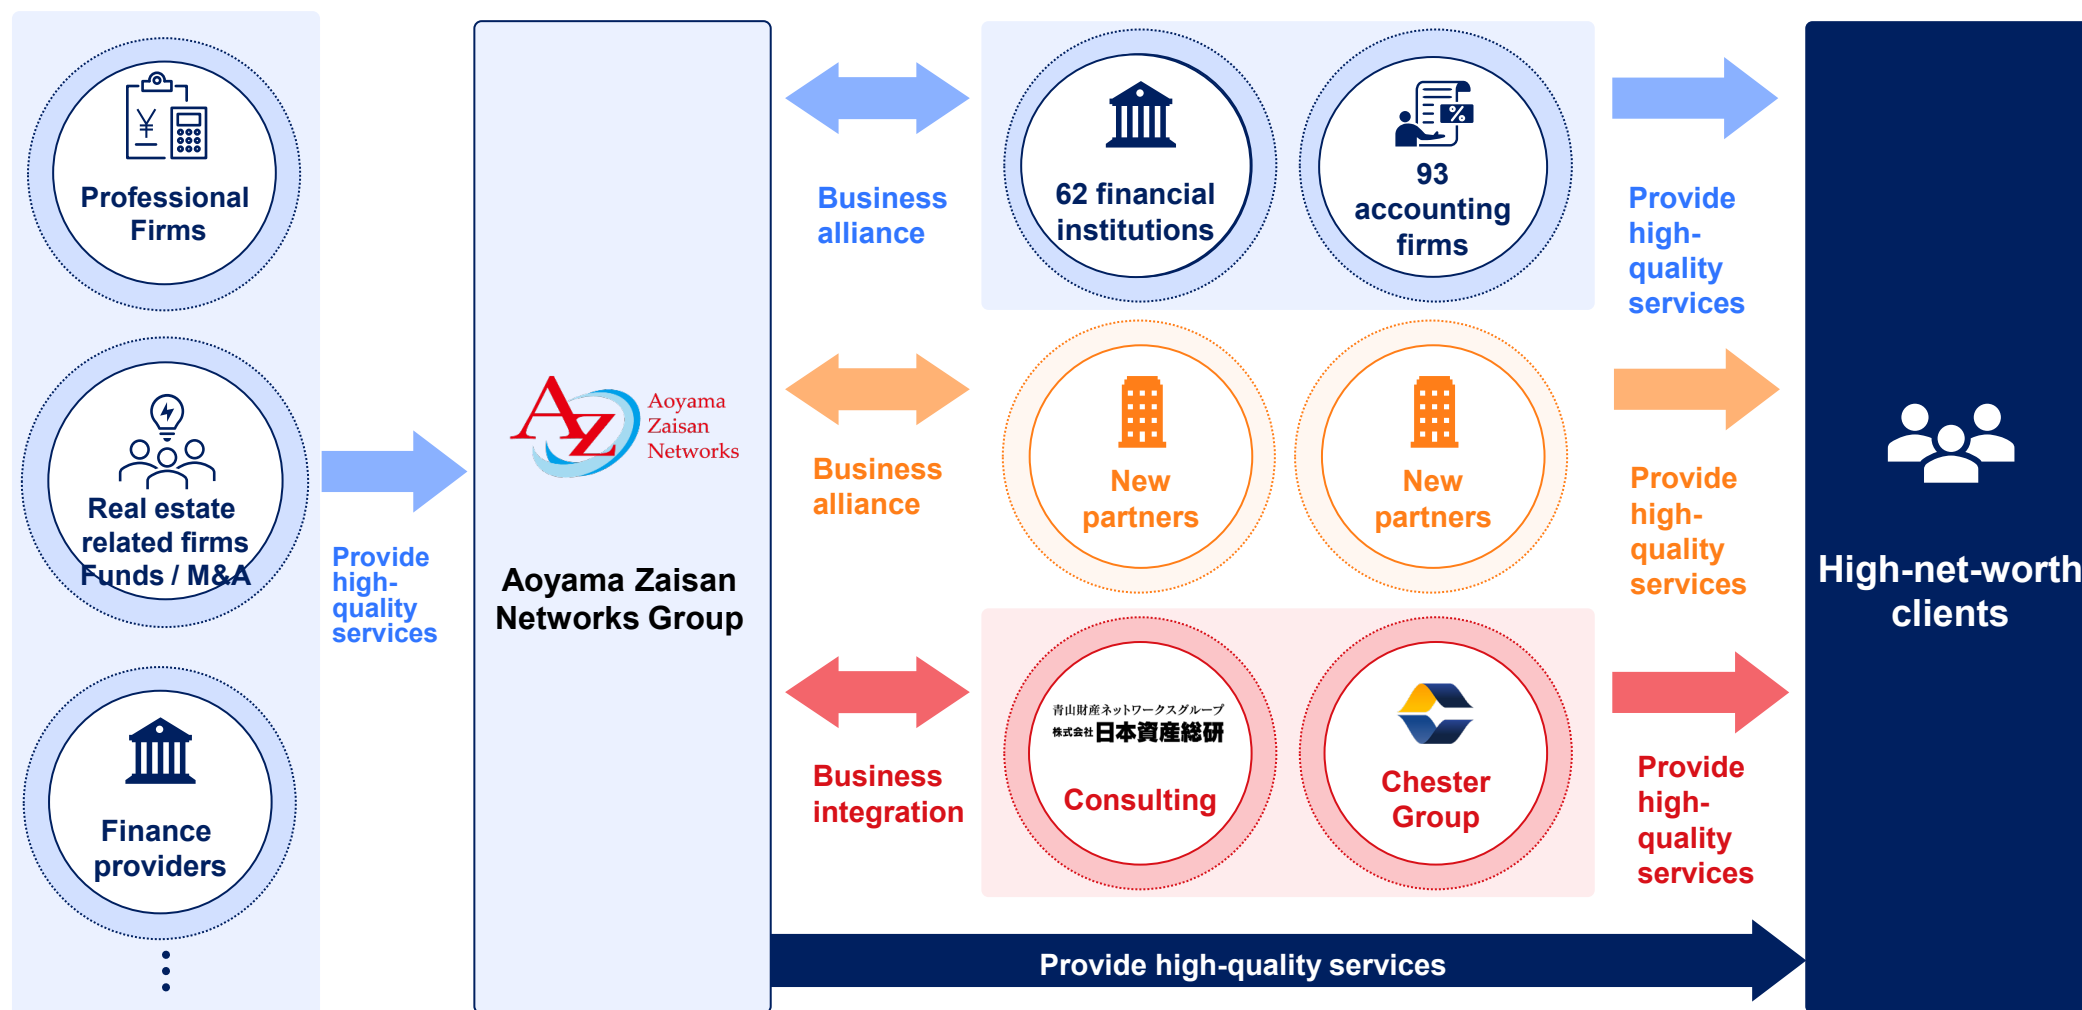 Professional
Firms
Real estate
related firms
Funds / M&A
Finance
providers
Provide
high-
quality
services
Aoyama
Zaisan
Networks
Aoyama Zaisan
Networks Group
Business
alliance
62 financial
institutions
93
accounting
firms
Provide
high-
quality
services
Business
alliance
New
partners
New
partners
Provide
high-
quality
services
Business
integration
青山財産ネットワークスグループ
株式会社日本資産総研
Consulting
Chester
Group
Provide
high-
quality
services
Provide high-quality services
High-net-worth
clients